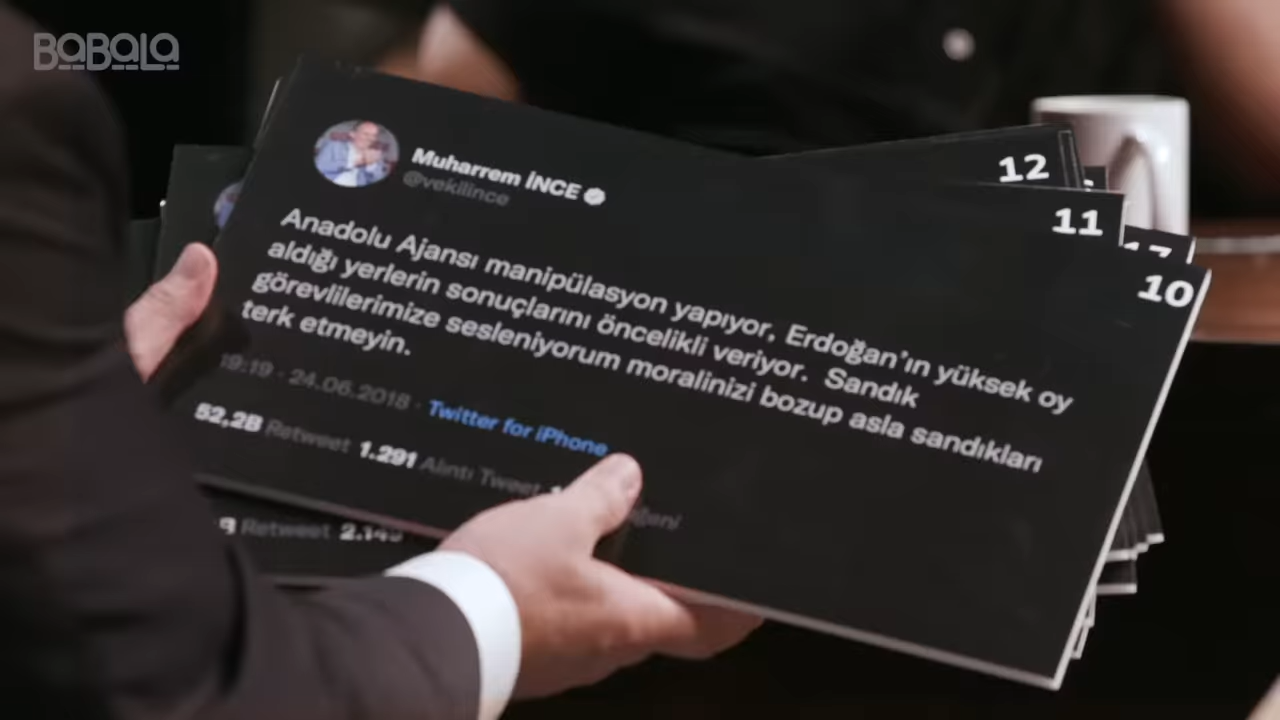 BaBaLa
12
11
10
Muharrem İNCE
@vekilince
Anadolu Ajansı manipülasyon yapıyor, Erdoğan'ın yüksek oy
aldığı yerlerin sonuçlarını öncelikli veriyor. Sandık
görevlilerimize sesleniyorum moralinizi bozup asla sandıkları
terk etmeyin.
19:19 · 24.06.2018 · Twitter for iPhone
52,2B Retweet 1.291 Alıntı Tweet
Retweet